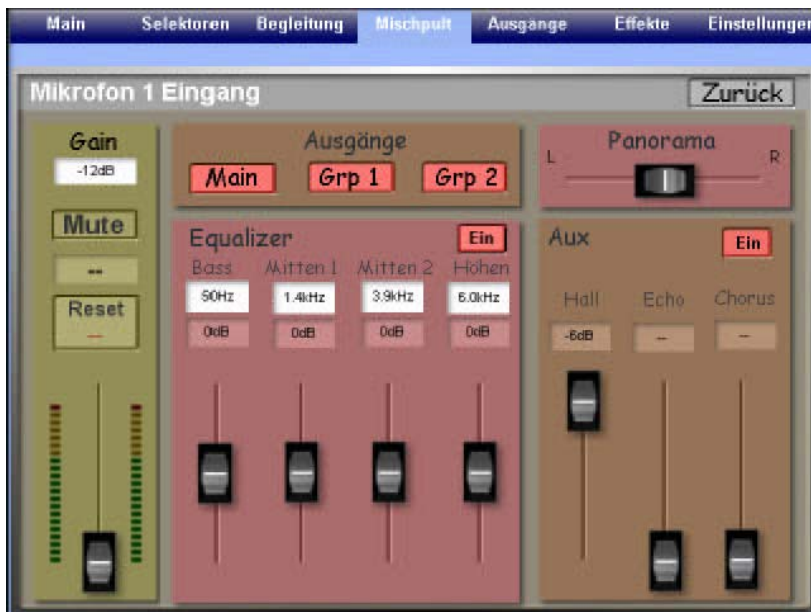 Main Selektoren Begleitung Mischpult Ausgänge Effekte Einstellungen
Mikrofon 1 Eingang Zurück
Gain
-12dB
Mute
--
Reset
--
Ausgänge
Main Grp 1 Grp 2
Panorama
L R
Equalizer Ein
Bass Mitten 1 Mitten 2 Höhen
50Hz 1.4kHz 3.9kHz 6.0kHz
0dB 0dB 0dB 0dB
Aux Ein
Hall Echo Chorus
-6dB -- --